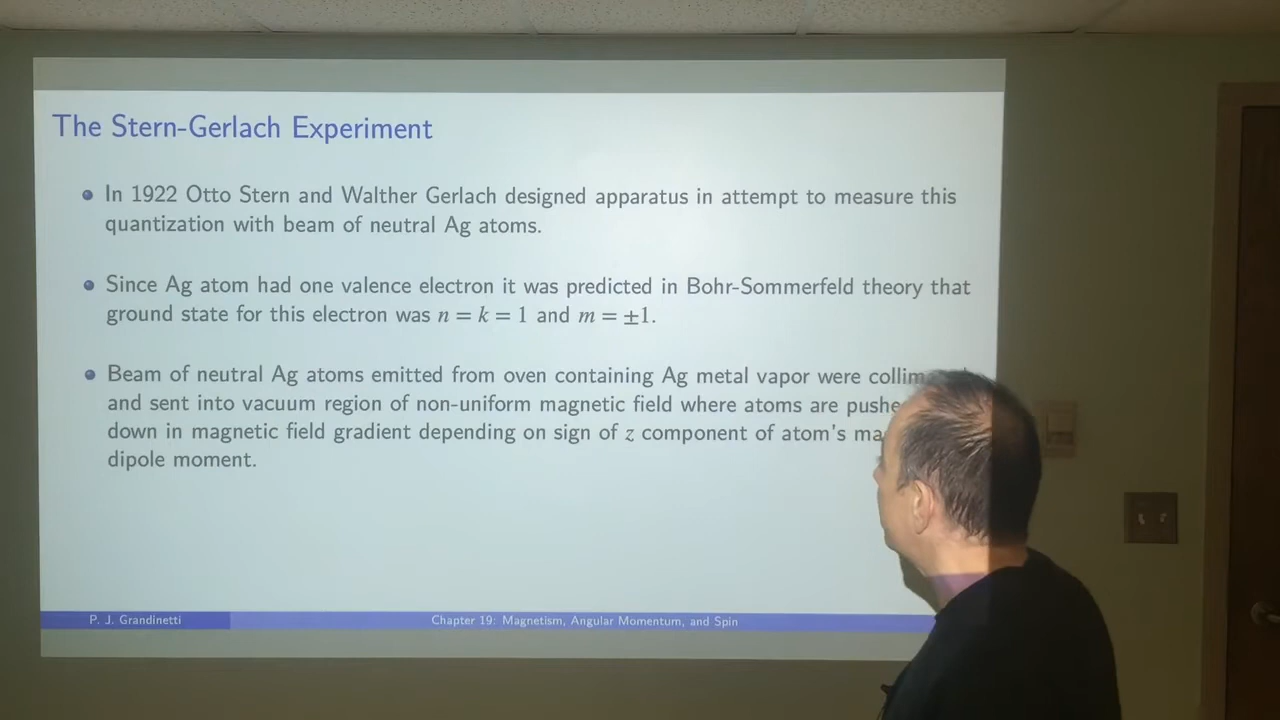 The Stern-Gerlach Experiment
In 1922 Otto Stern and Walther Gerlach designed apparatus in attempt to measure this
quantization with beam of neutral Ag atoms.
Since Ag atom had one valence electron it was predicted in Bohr-Sommerfeld theory that
ground state for this electron was n = k = 1 and m = ±1.
Beam of neutral Ag atoms emitted from oven containing Ag metal vapor were
and sent into vacuum region of non-uniform magnetic field where atoms are
down in magnetic field gradient depending on sign of z component of atom's
dipole moment.
P. J. Grandinetti
Chapter 19: Magnetism, Angular Momentum, and Spin